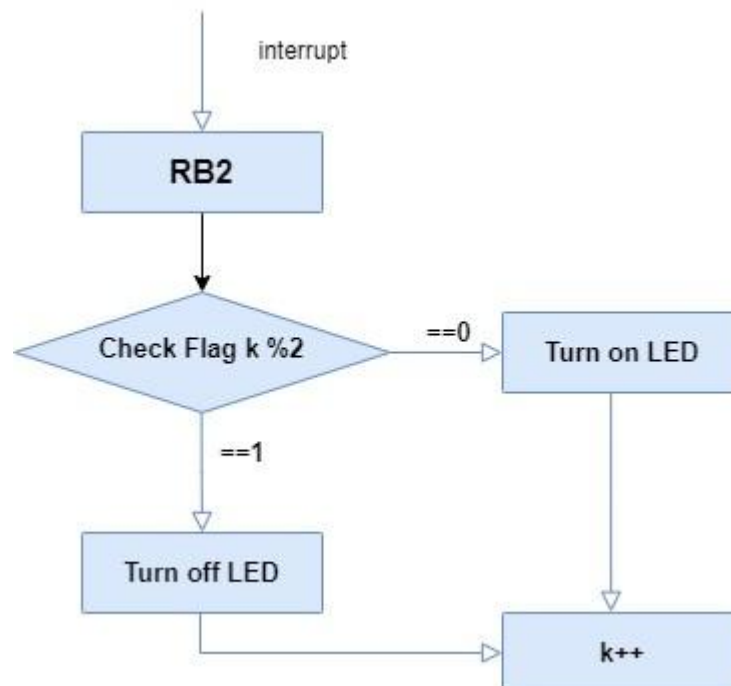 interrupt
RB2
Check Flag k %2
==0
Turn on LED
==1
Turn off LED
k++